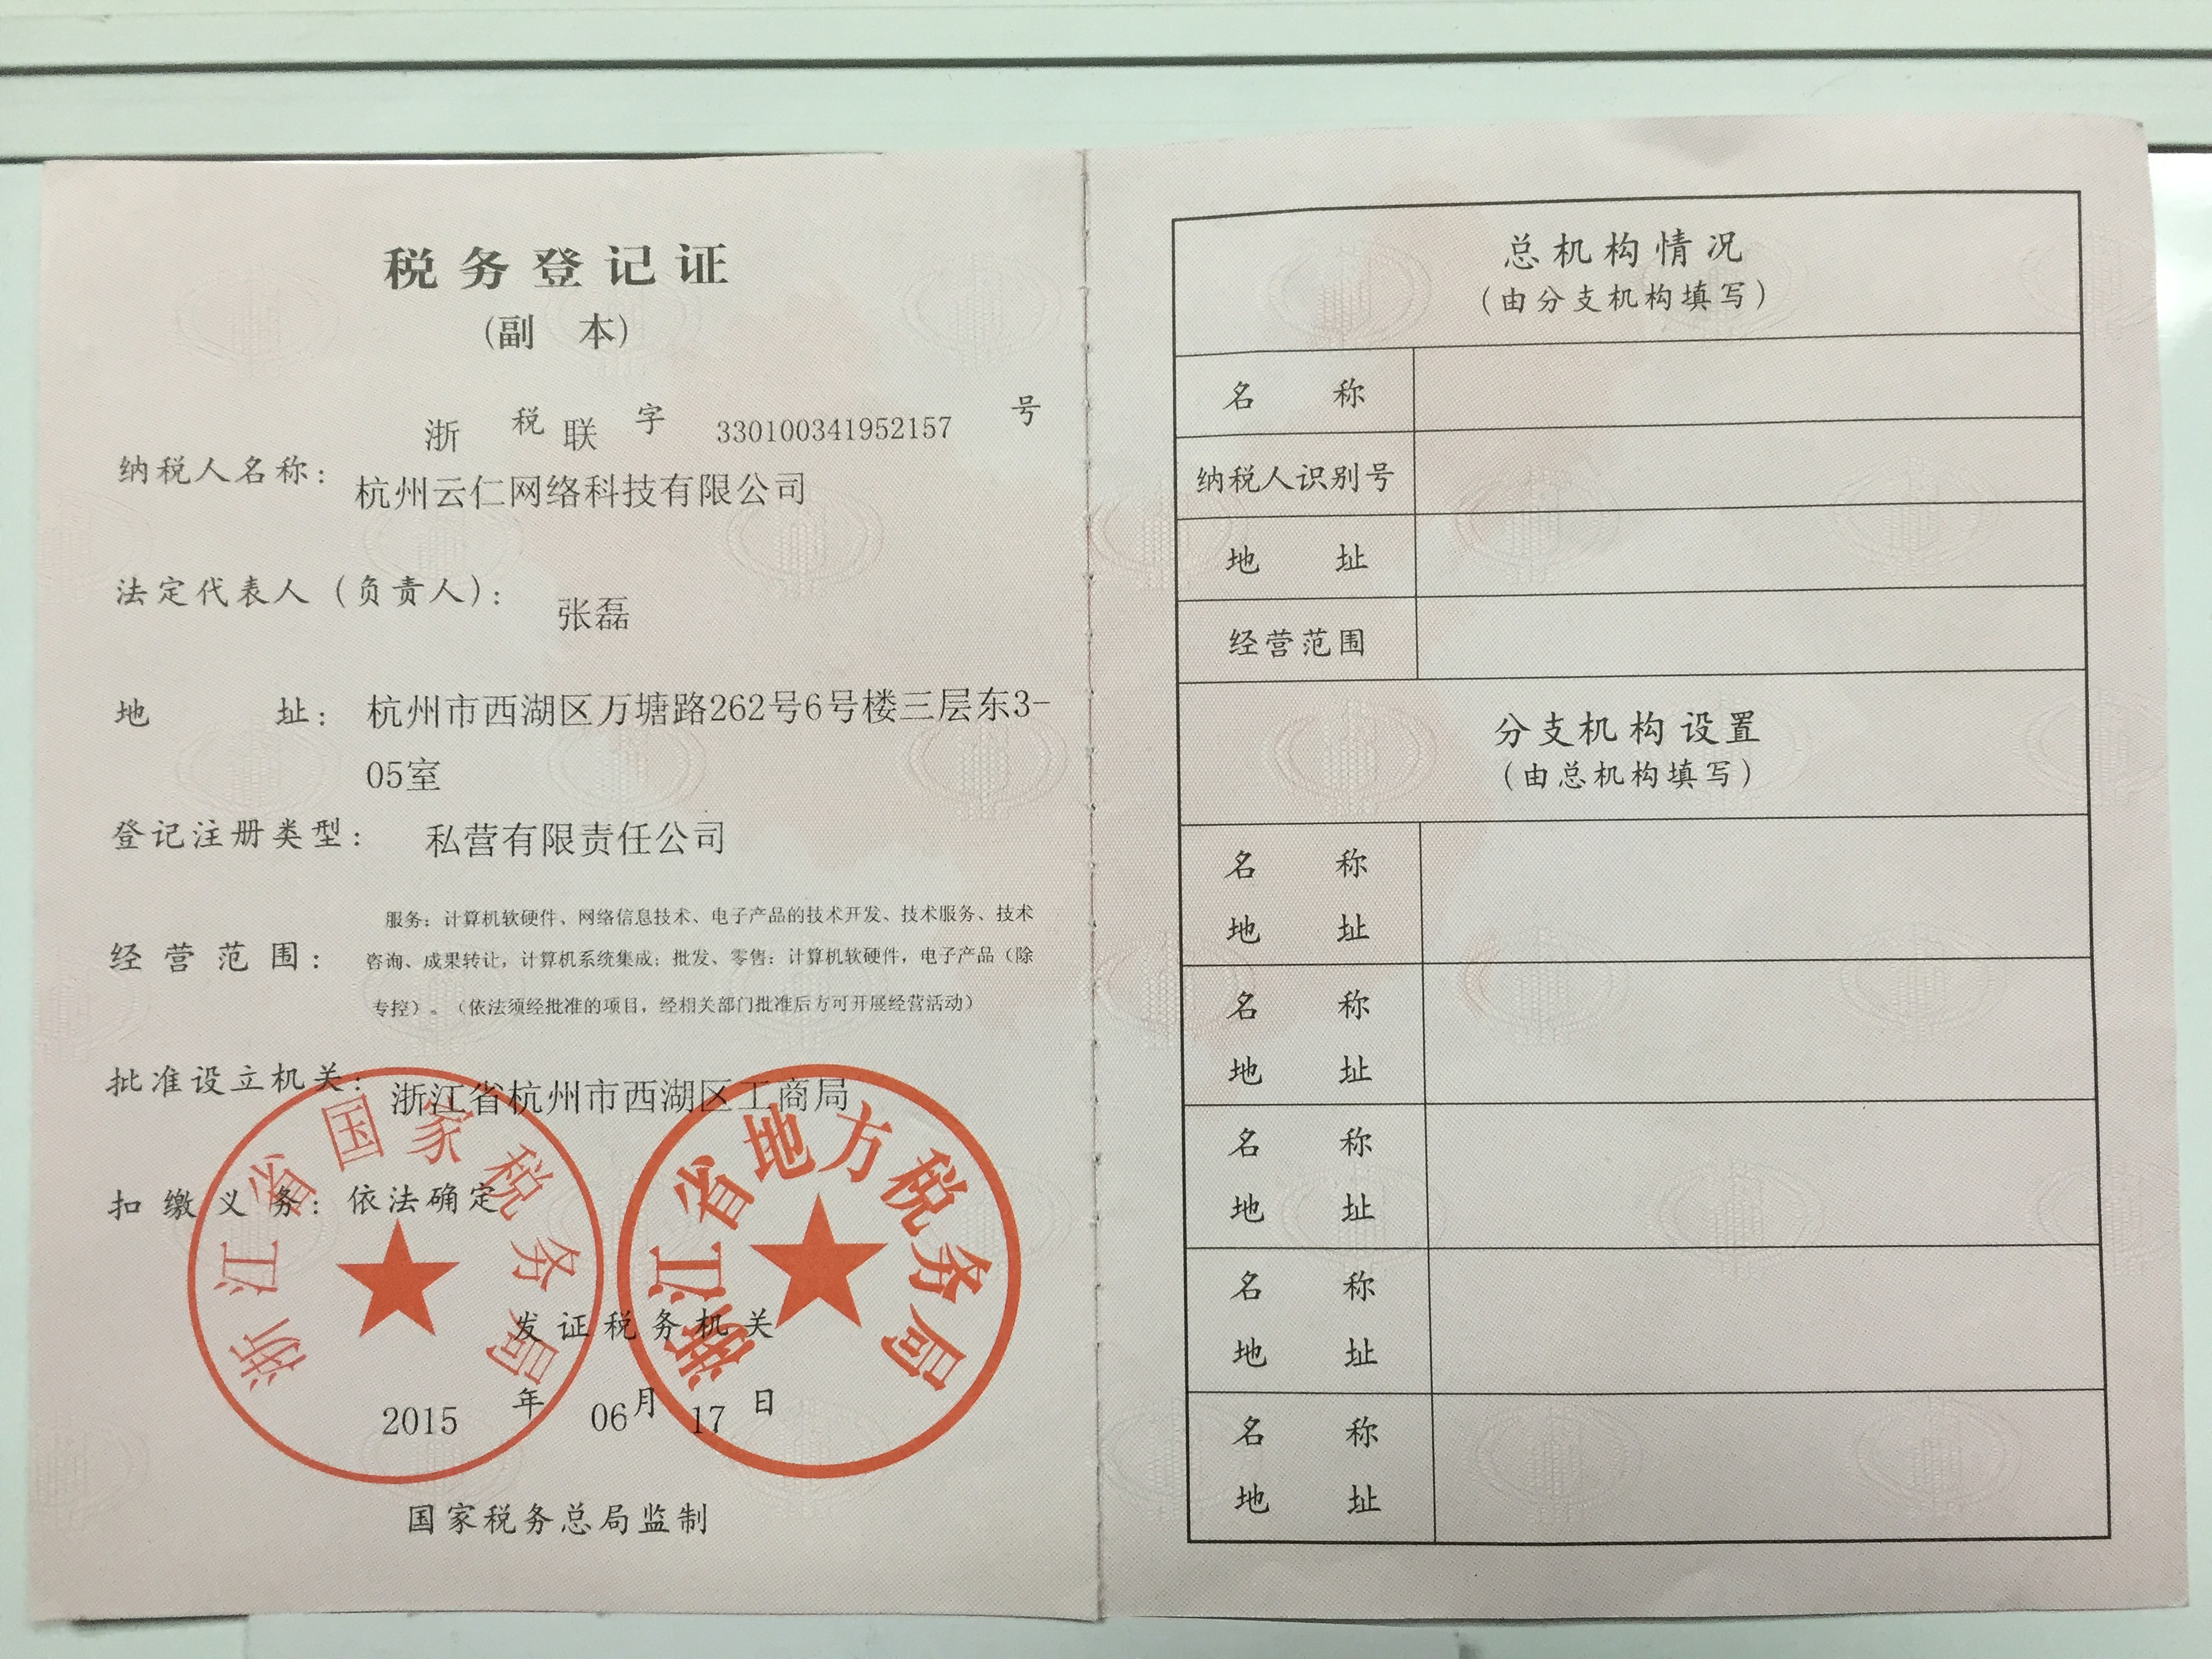 税务登记证
(副 本)
浙 税 联 字 330100341952157 号
纳税人名称: 杭州云仁网络科技有限公司
法定代表人(负责人): 张磊
地 址: 杭州市西湖区万塘路262号6号楼三层东3-
05室
登记注册类型: 私营有限责任公司
服务:计算机软硬件、网络信息技术、电子产品的技术开发、技术服务、技术
经营范围: 咨询、成果转让,计算机系统集成;批发、零售:计算机软硬件,电子产品(除
专控)。(依法须经批准的项目,经相关部门批准后方可开展经营活动)
批准设立机关: 浙江省杭州市西湖区工商局
扣缴义务: 依法确定
浙江省国家税务局
浙江省地方税务局
发证税务机关
2015 年 06 月 17 日
国家税务总局监制
总机构情况
(由分支机构填写)
名 称
纳税人识别号
地 址
经营范围
分支机构设置
(由总机构填写)
名 称
地 址
名 称
地 址
名 称
地 址
名 称
地 址
名 称
地 址